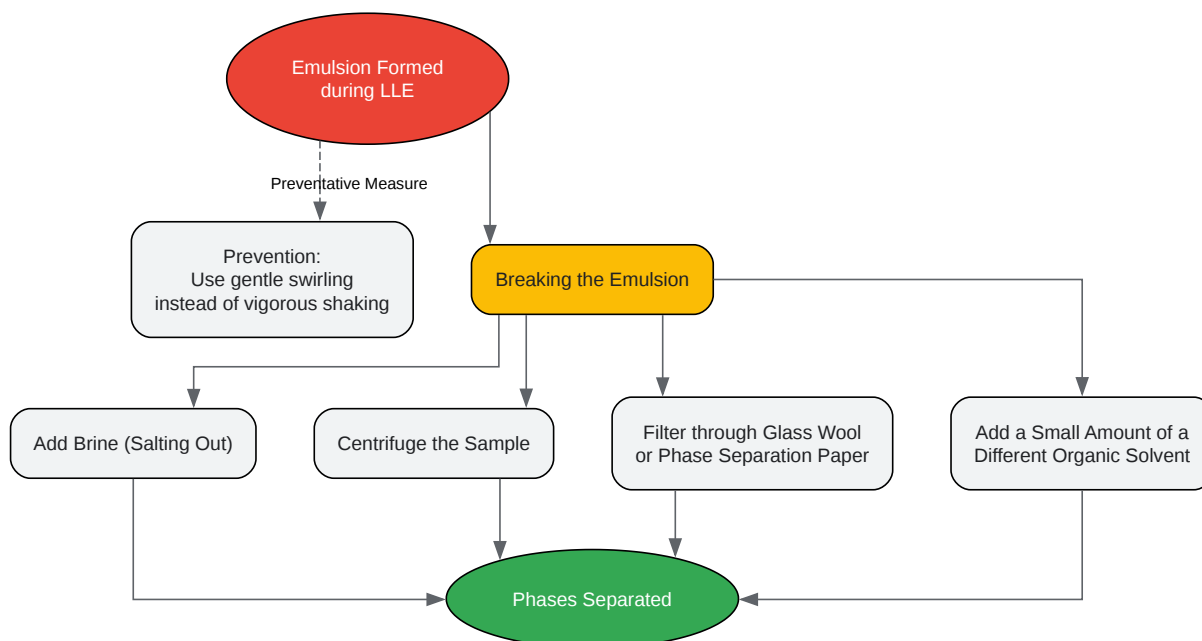 Emulsion Formed
during LLE
Preventative Measure
Prevention:
Use gentle swirling
instead of vigorous shaking
Breaking the Emulsion
Add Brine (Salting Out)
Centrifuge the Sample
Filter through Glass Wool
or Phase Separation Paper
Add a Small Amount of a
Different Organic Solvent
Phases Separated